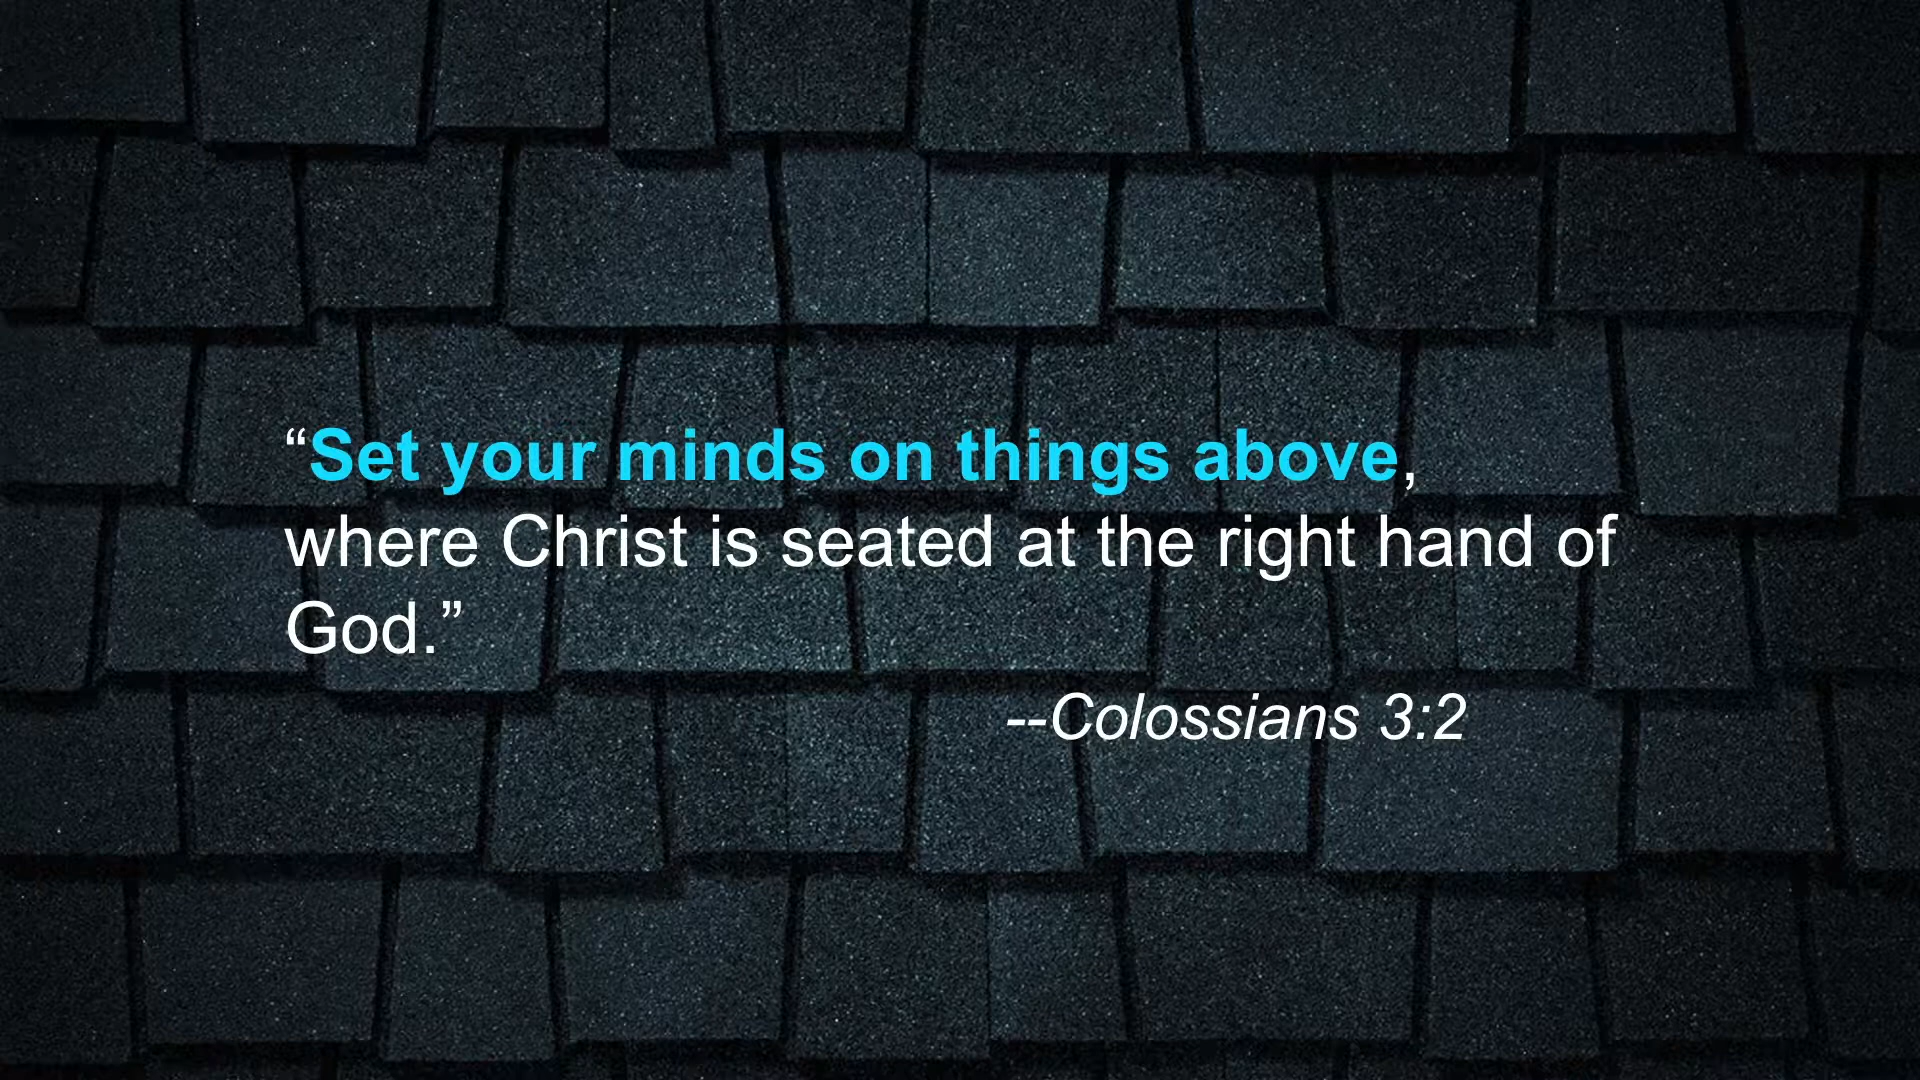 “Set your minds on things above,
where Christ is seated at the right hand of
God.”
--Colossians 3:2